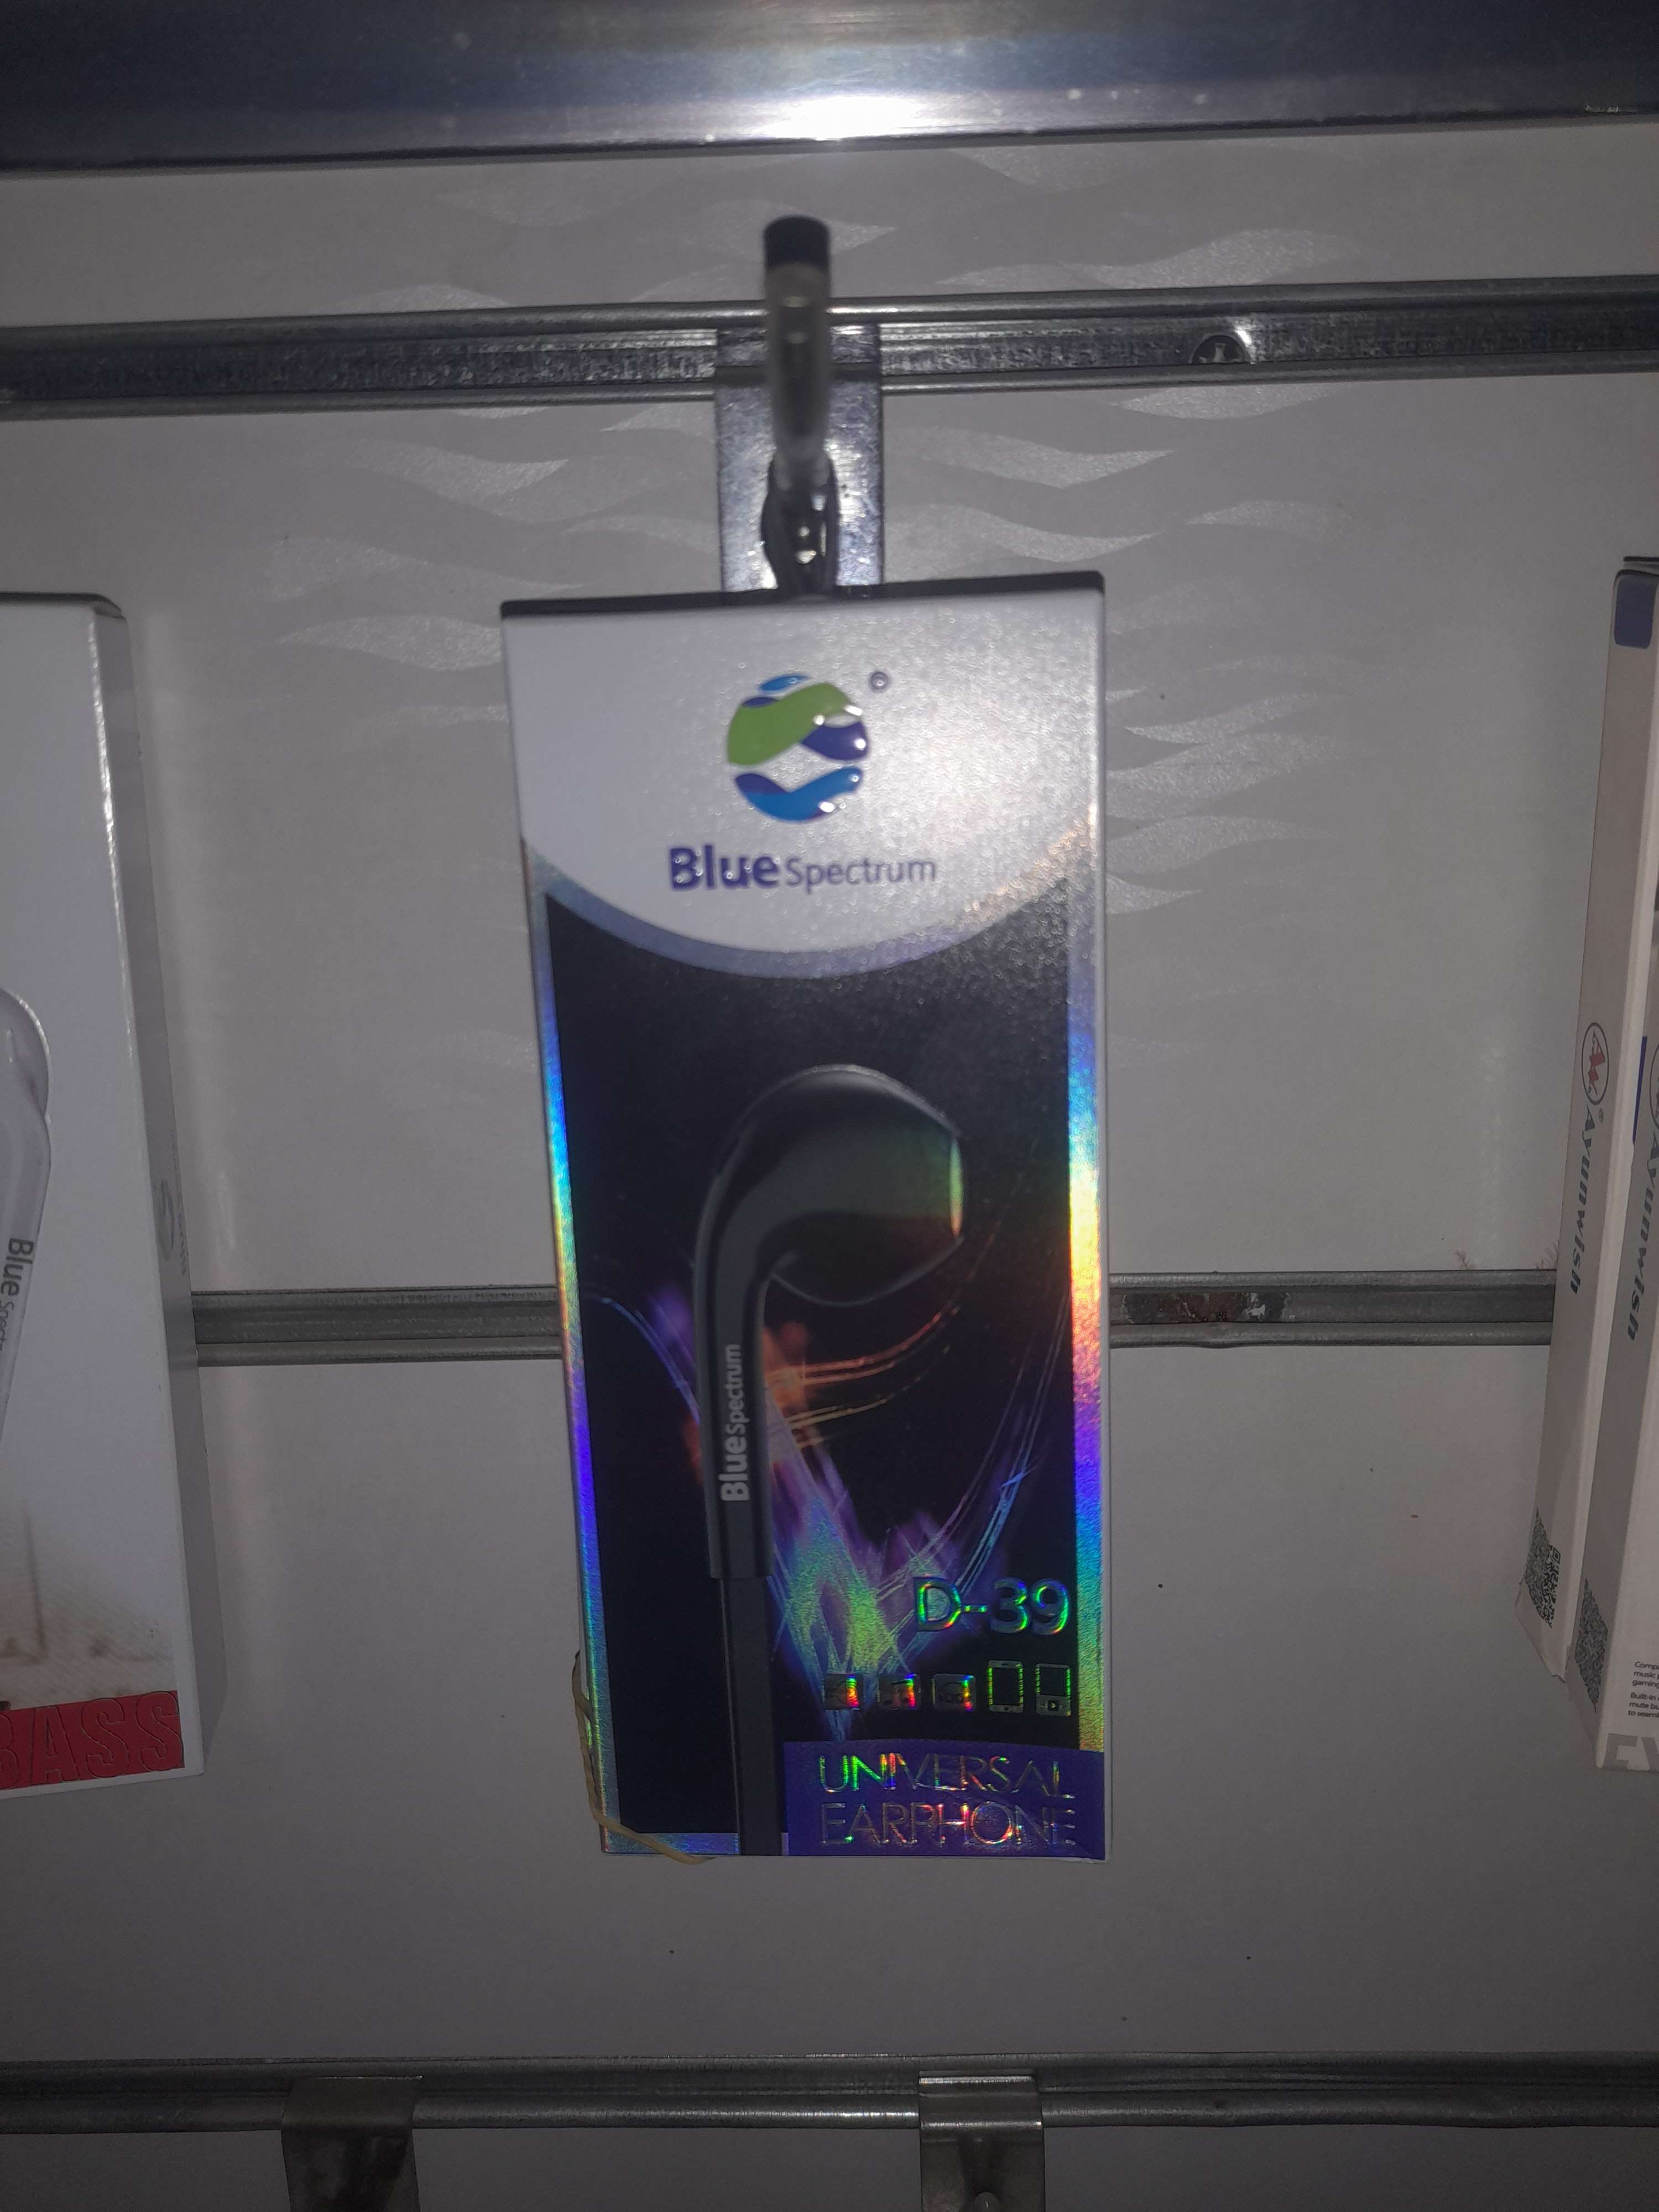 ®
Blue Spectrum
Blue Spectrum
D-39
UNIVERSAL
EARPHONE
Blue
BASS
® Ayunwish
Ayunwish